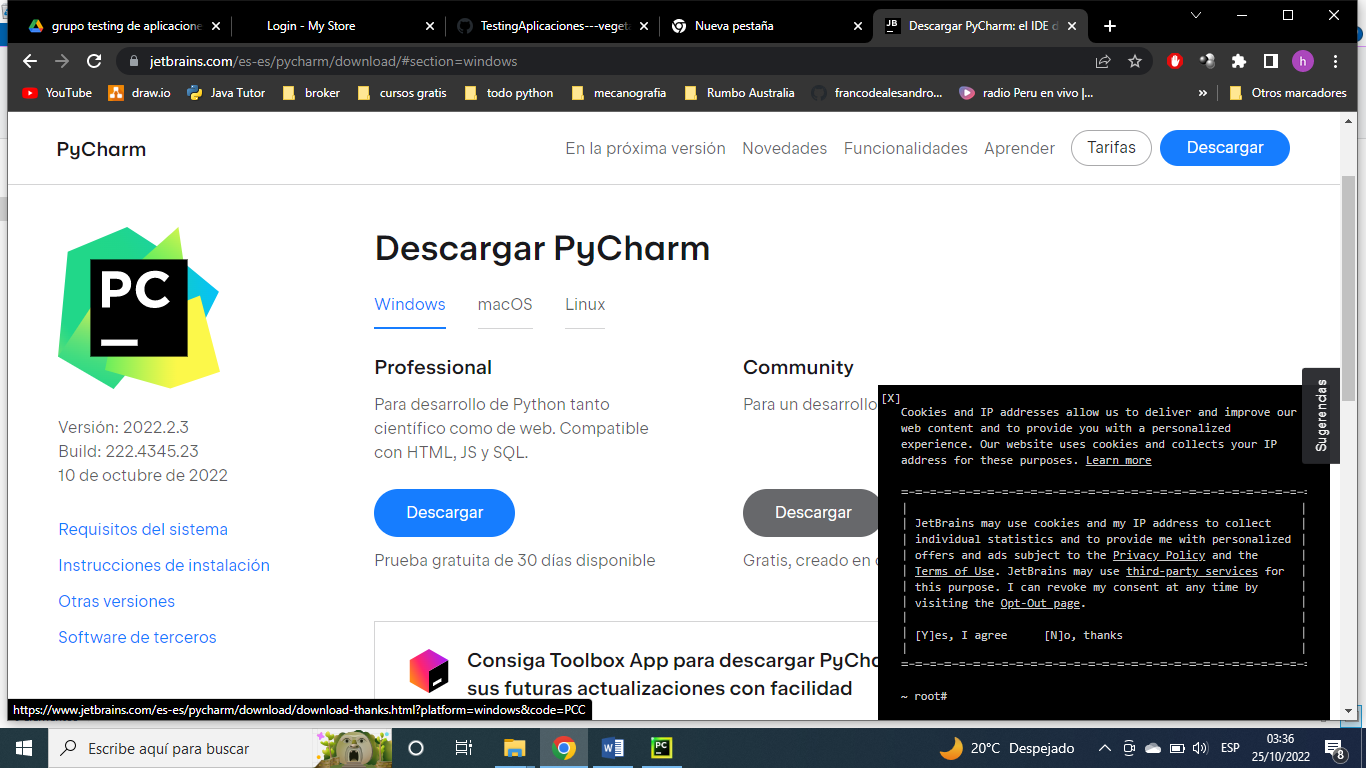 grupo testing de aplicacione
Login - My Store
TestingAplicaciones---vegeta
Nueva pestaña
JB
Descargar PyCharm: el IDE d
jetbrains.com/es-es/pycharm/download/#section=windows
h
YouTube
draw.io
Java Tutor
broker
cursos gratis
todo python
mecanografia
Rumbo Australia
francodealesandro...
radio Peru en vivo |...
»
Otros marcadores
PyCharm
En la próxima versión
Novedades
Funcionalidades
Aprender
Tarifas
Descargar
PC
Versión: 2022.2.3
Build: 222.4345.23
10 de octubre de 2022
Requisitos del sistema
Instrucciones de instalación
Otras versiones
Software de terceros
Descargar PyCharm
Windows
macOS
Linux
Professional
Para desarrollo de Python tanto
científico como de web. Compatible
con HTML, JS y SQL.
Descargar
Prueba gratuita de 30 días disponible
Community
Para un desarrollo
Descargar
Gratis, creado en
Consiga Toolbox App para descargar PyCha
sus futuras actualizaciones con facilidad
Sugerencias
[X]
Cookies and IP addresses allow us to deliver and improve our
web content and to provide you with a personalized
experience. Our website uses cookies and collects your IP
address for these purposes. Learn more
JetBrains may use cookies and my IP address to collect
individual statistics and to provide me with personalized
offers and ads subject to the Privacy Policy and the
Terms of Use. JetBrains may use third-party services for
this purpose. I can revoke my consent at any time by
visiting the Opt-Out page.
[Y]es, I agree [N]o, thanks
~ root#
https://www.jetbrains.com/es-es/pycharm/download/download-thanks.html?platform=windows&code=PCC
Escribe aquí para buscar
W
PC
20°C Despejado
ESP
03:36
25/10/2022
8